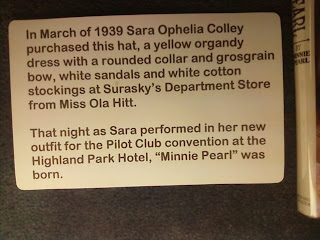 In March of 1939 Sara Ophelia Colley
purchased this hat, a yellow organdy
dress with a rounded collar and grosgrain
bow, white sandals and white cotton
stockings at Surasky's Department Store
from Miss Ola Hitt.
That night as Sara performed in her new
outfit for the Pilot Club convention at the
Highland Park Hotel, “Minnie Pearl” was
born.
MINNIE
PEARL